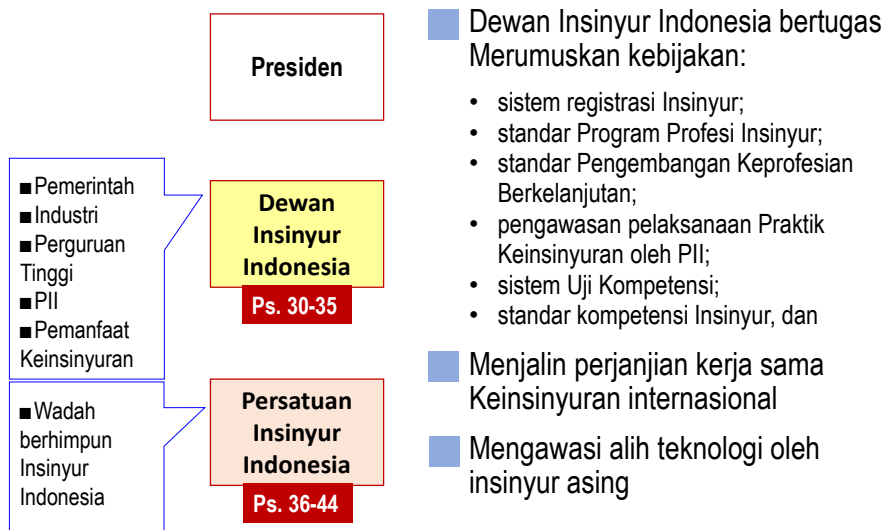 Presiden
■Pemerintah
■Industri
■Perguruan
Tinggi
■PII
■Pemanfaat
Keinsinyuran
Dewan
Insinyur
Indonesia
Ps. 30-35
■Wadah
berhimpun
Insinyur
Indonesia
Persatuan
Insinyur
Indonesia
Ps. 36-44
Dewan Insinyur Indonesia bertugas
Merumuskan kebijakan:
• sistem registrasi Insinyur;
• standar Program Profesi Insinyur;
• standar Pengembangan Keprofesian
Berkelanjutan;
• pengawasan pelaksanaan Praktik
Keinsinyuran oleh PII;
• sistem Uji Kompetensi;
• standar kompetensi Insinyur, dan
Menjalin perjanjian kerja sama
Keinsinyuran internasional
Mengawasi alih teknologi oleh
insinyur asing